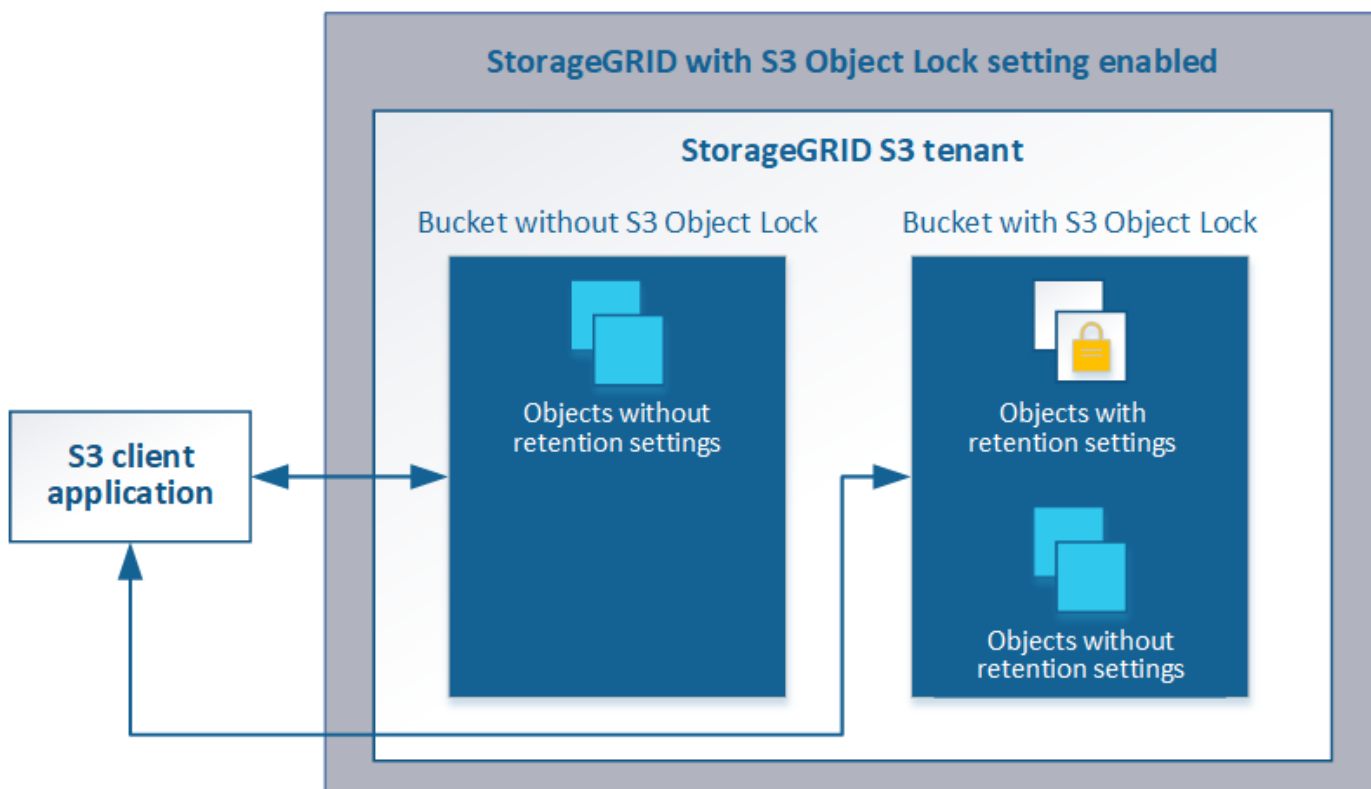 StorageGRID with S3 Object Lock setting enabled
StorageGRID S3 tenant
Bucket without S3 Object Lock
Bucket with S3 Object Lock
Objects without
retention settings
Objects with
retention settings
S3 client
application
Objects without
retention settings